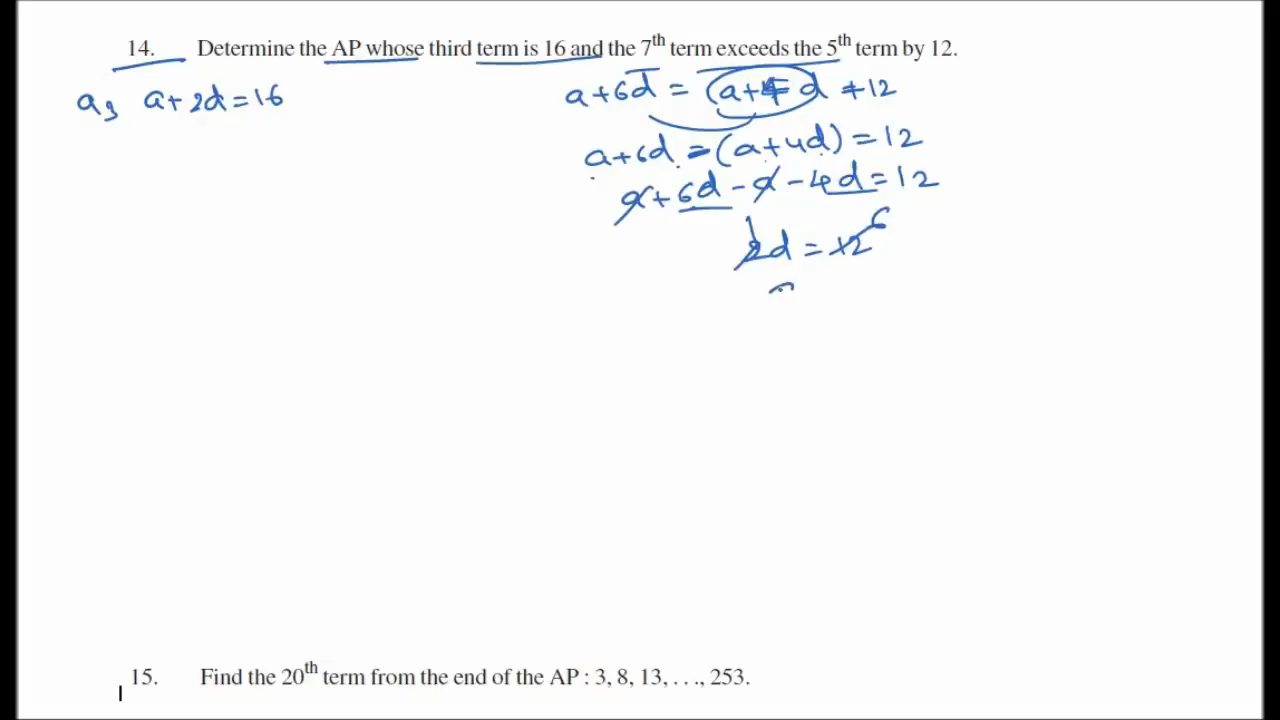 14. Determine the AP whose third term is 16 and the 7th term exceeds the 5th term by 12.
a3 a+2d=16
a+6d = (a+4d +12
a+6d -(a+4d) =12
a+6d -a -4d =12
2d = 12 6
15. Find the 20th term from the end of the AP : 3, 8, 13, . . ., 253.